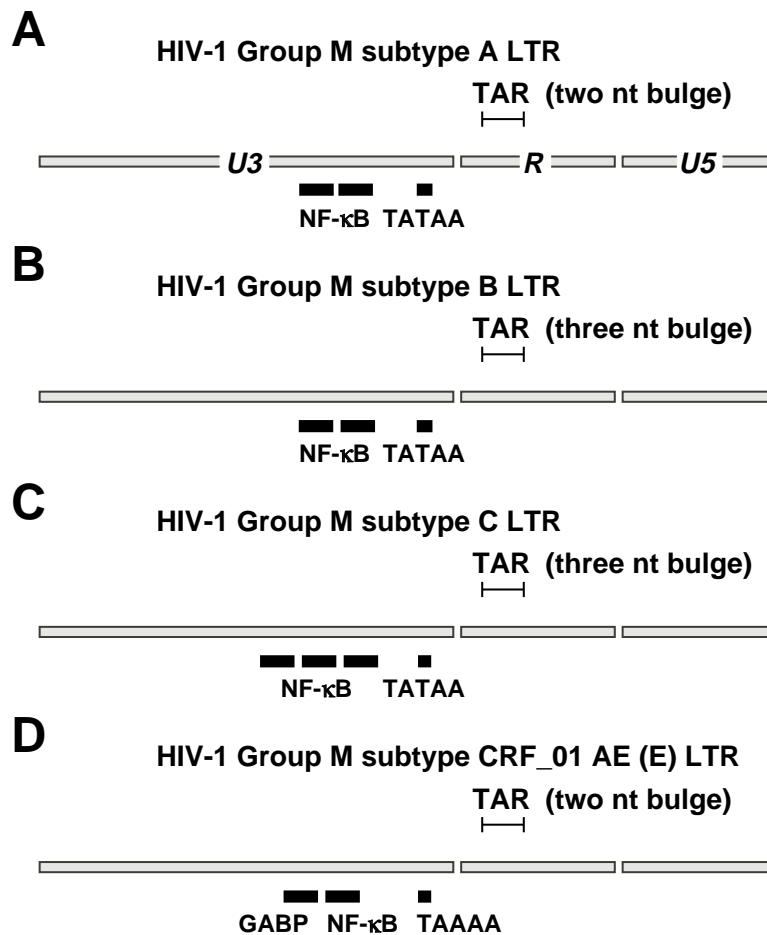 A
HIV-1 Group M subtype A LTR
TAR (two nt bulge)
U3 R U5
NF-κB TATAA
B
HIV-1 Group M subtype B LTR
TAR (three nt bulge)
NF-κB TATAA
C
HIV-1 Group M subtype C LTR
TAR (three nt bulge)
NF-κB TATAA
D
HIV-1 Group M subtype CRF_01 AE (E) LTR
TAR (two nt bulge)
GABP NF-κB TAAAA